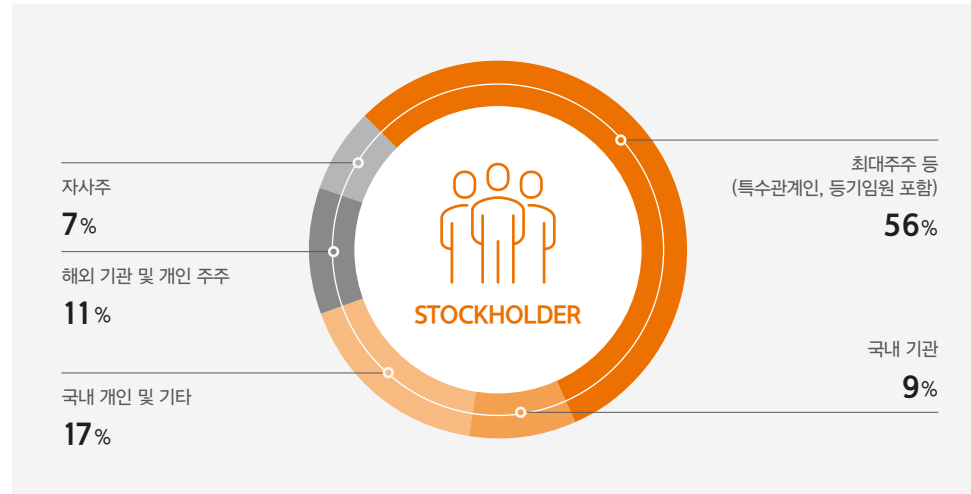 자사주
7%
해외 기관 및 개인 주주
11%
국내 개인 및 기타
17%
STOCKHOLDER
최대주주 등
(특수관계인, 등기임원 포함)
56%
국내 기관
9%